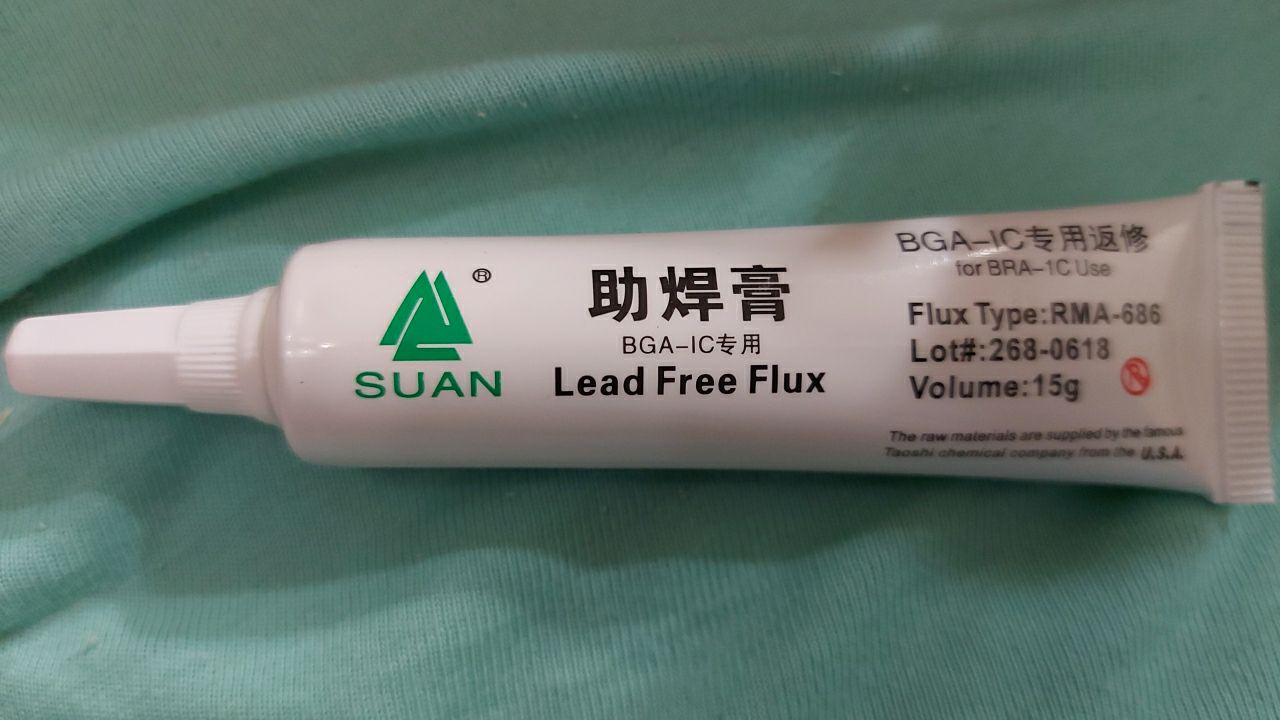 ®
SUAN
助焊膏
BGA-IC专用
Lead Free Flux
BGA-IC专用返修
for BRA-1C Use
Flux Type:RMA-686
Lot#:268-0618
Volume:15g
The raw materials are supplied by the famous
Taoshi chemical company from the U.S.A.